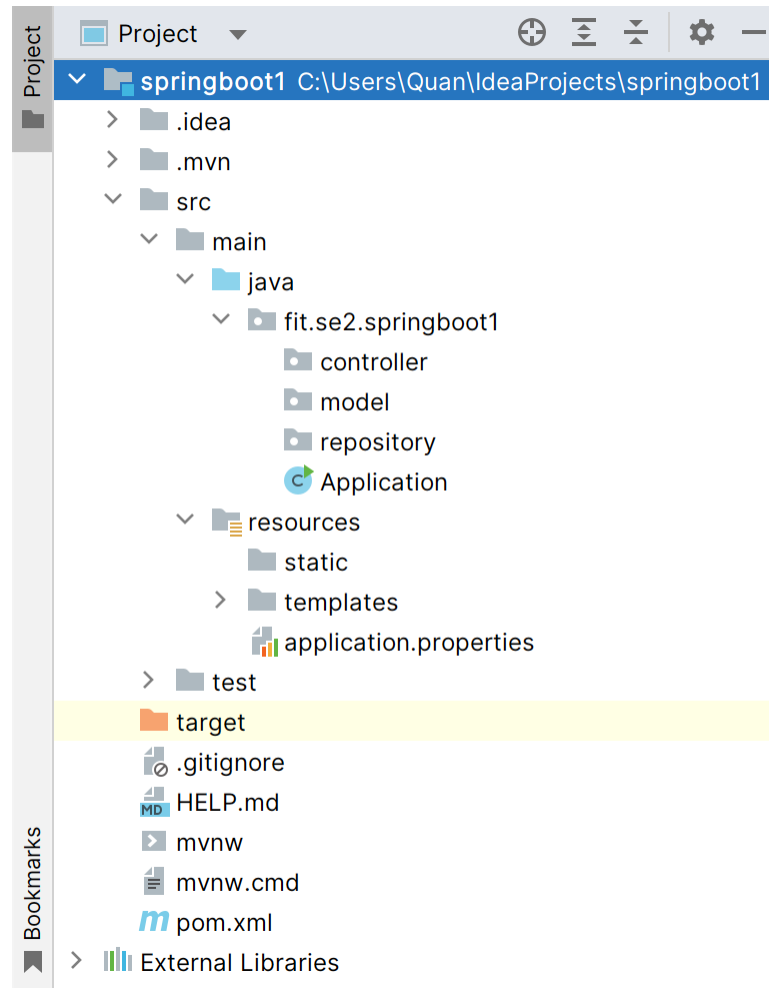 Project
Project
springboot1 C:\Users\Quan\IdeaProjects\springboot1
.idea
.mvn
src
main
java
fit.se2.springboot1
controller
model
repository
C Application
resources
static
templates
application.properties
test
target
.gitignore
MD HELP.md
mvnw
mvnw.cmd
m pom.xml
External Libraries
Bookmarks